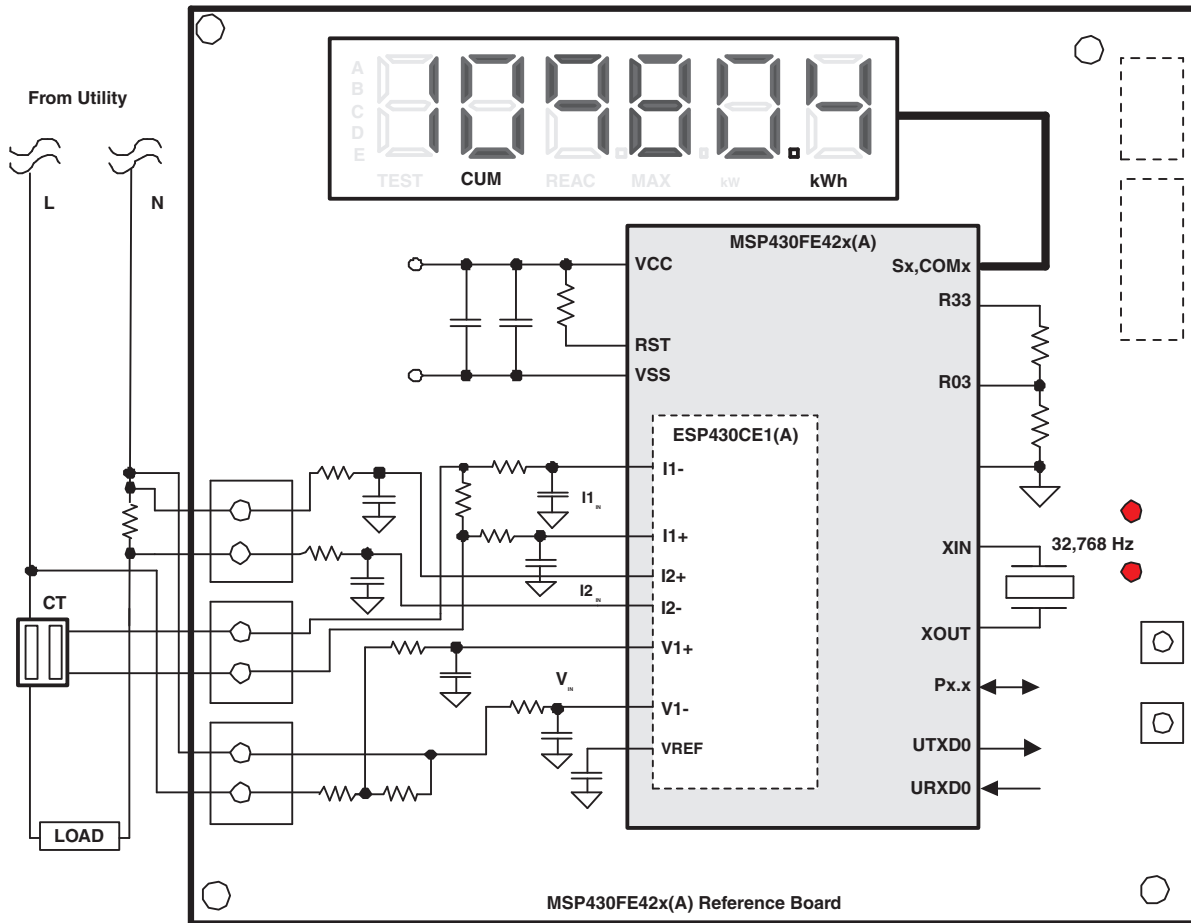 From Utility
L
N
A
B
C
D
E
10980.4
TEST CUM REAC MAX kW kWh
MSP430FE42x(A)
VCC
RST
VSS
Sx,COMx
R33
R03
ESP430CE1(A)
I1-
I1+
I2+
I2-
V1+
V1-
VREF
I1IN
I2IN
VIN
XIN
32,768 Hz
XOUT
Px.x
UTXD0
URXD0
CT
LOAD
MSP430FE42x(A) Reference Board